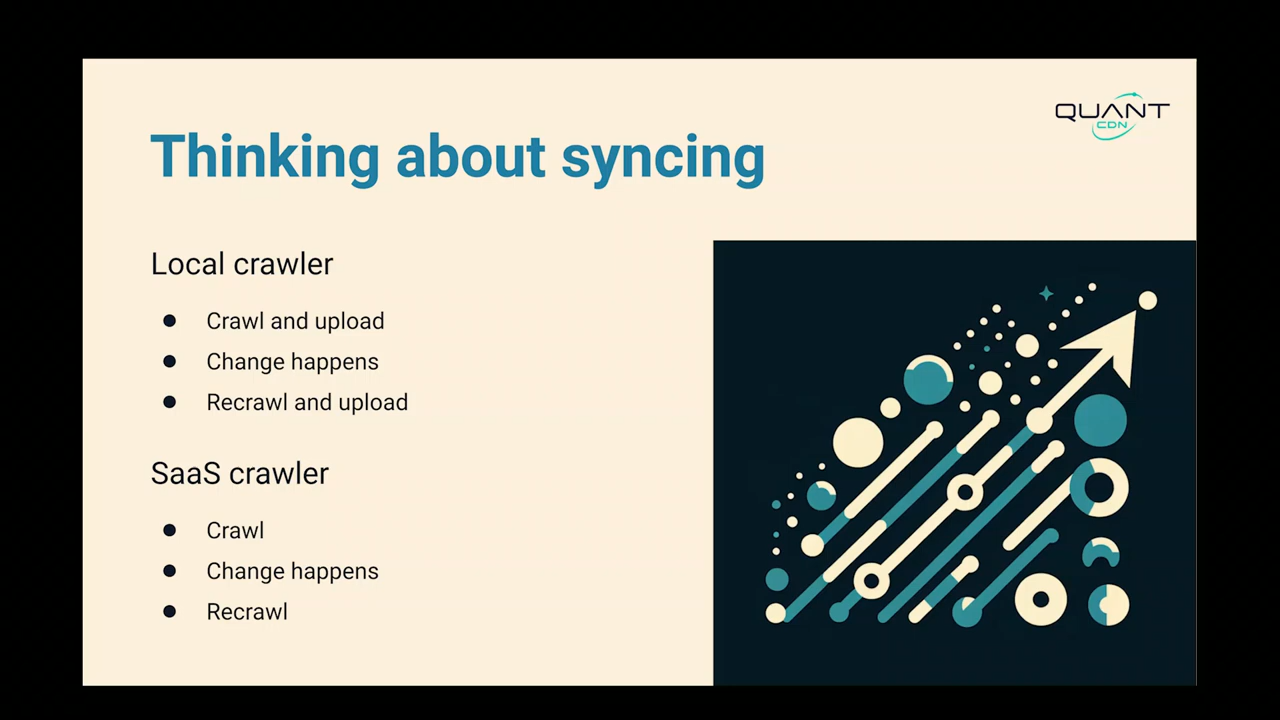 QUANT
CDN
Thinking about syncing
Local crawler
● Crawl and upload
● Change happens
● Recrawl and upload
SaaS crawler
● Crawl
● Change happens
● Recrawl